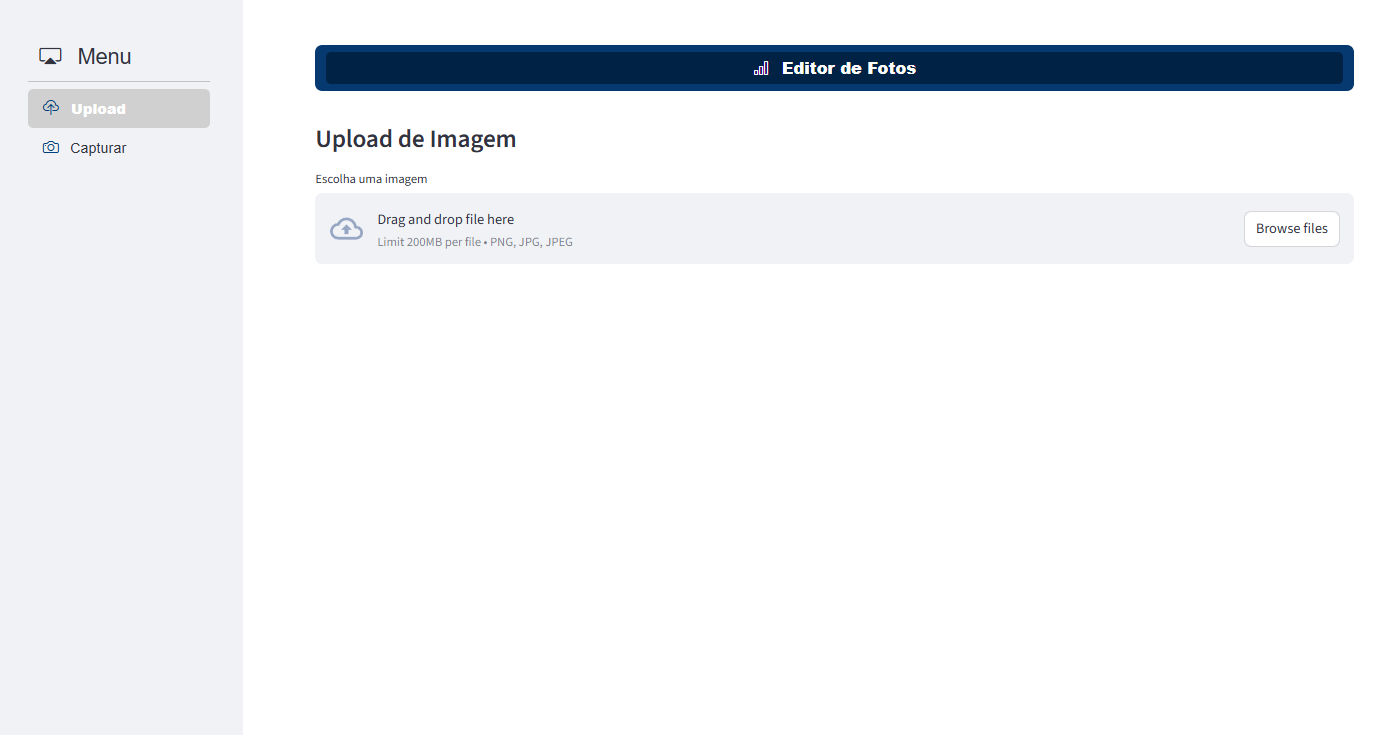 Menu
Upload
Capturar
Editor de Fotos
Upload de Imagem
Escolha uma imagem
Drag and drop file here
Limit 200MB per file • PNG, JPG, JPEG
Browse files